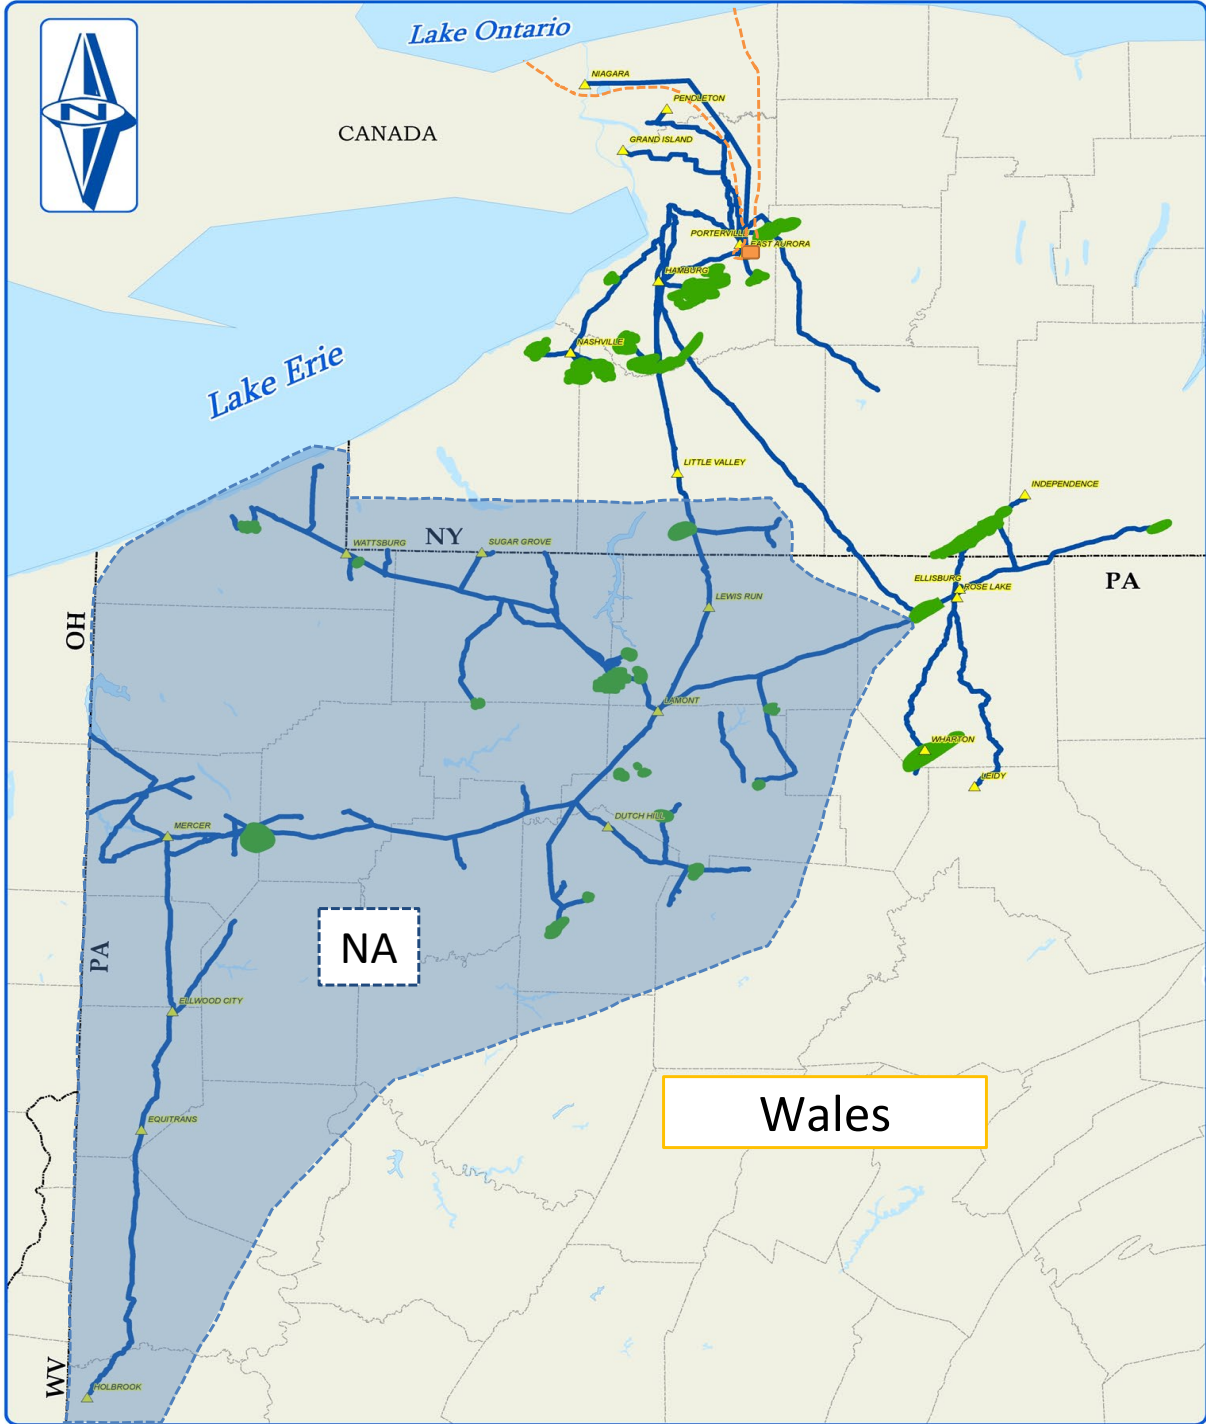 Lake Ontario
N
NIAGARA
PENDLETON
CANADA
GRAND ISLAND
PORTERVILLE
EAST AURORA
HAMBURG
NASHVILLE
Lake Erie
LITTLE VALLEY
INDEPENDENCE
NY
WATTSBURG
SUGAR GROVE
ELLISBURG
ROSE LAKE
PA
LEWIS RUN
OH
LAMONT
WHARTON
LEIDY
MERCER
DUTCH HILL
NA
PA
ELLWOOD CITY
Wales
EQUITRANS
WV
HOLBROOK